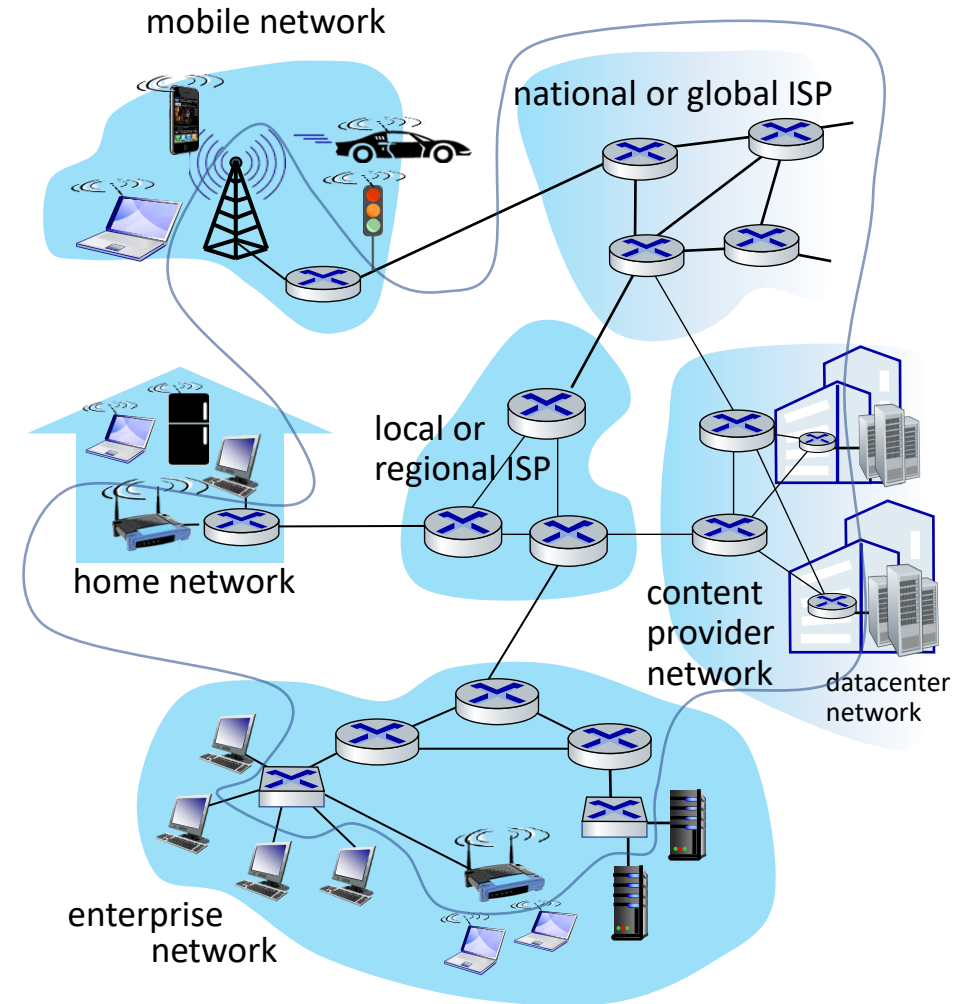 mobile network
national or global ISP
local or
regional ISP
home network
content
provider
network
datacenter
network
enterprise
network